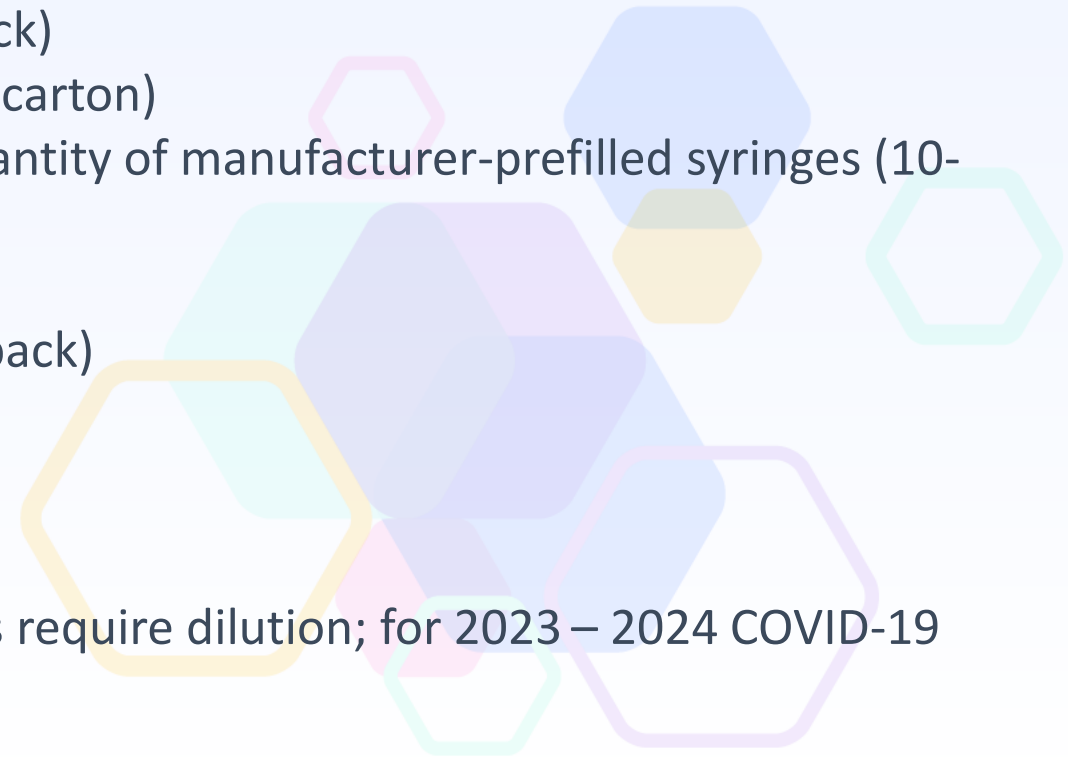 ck)
carton)
antity of manufacturer-prefilled syringes (10-
pack)
s require dilution; for 2023 – 2024 COVID-19